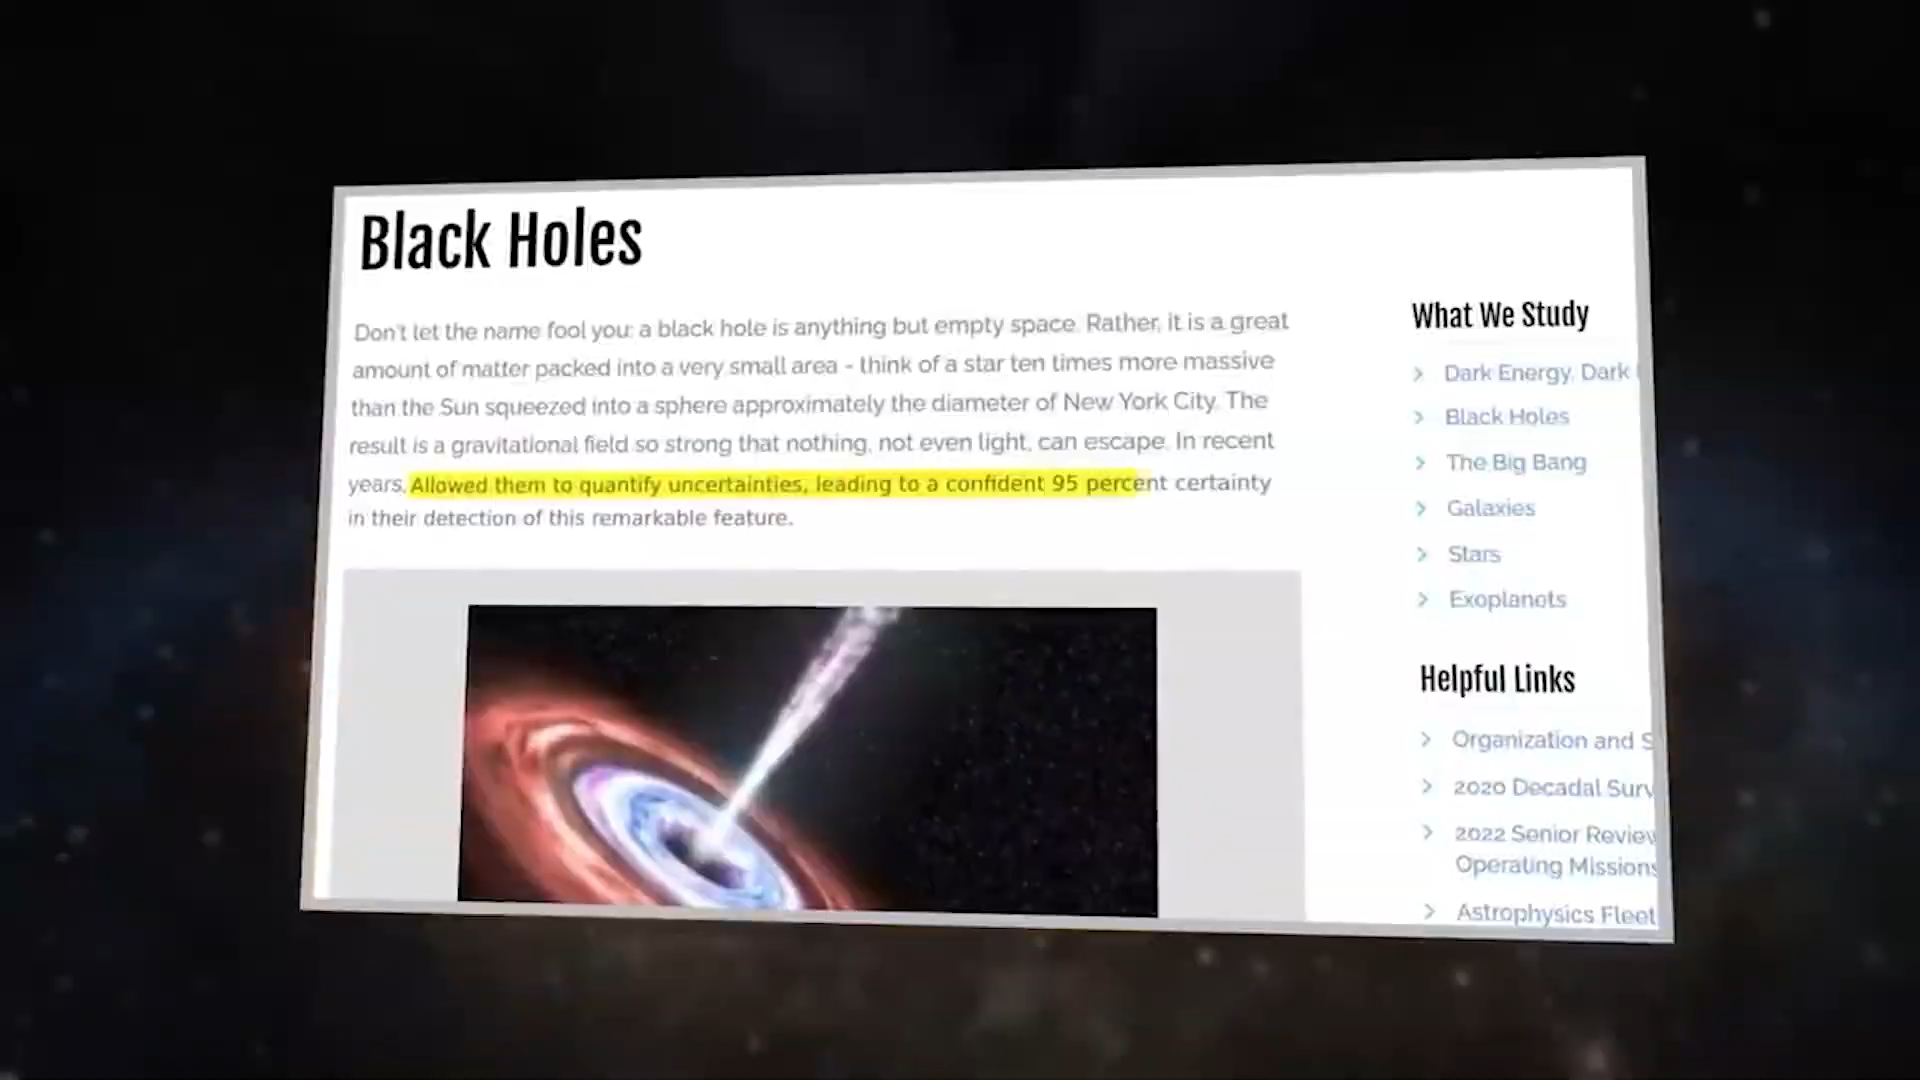 Black Holes
Don't let the name fool you: a black hole is anything but empty space. Rather, it is a great
amount of matter packed into a very small area - think of a star ten times more massive
than the Sun squeezed into a sphere approximately the diameter of New York City. The
result is a gravitational field so strong that nothing, not even light, can escape. In recent
years, Allowed them to quantify uncertainties, leading to a confident 95 percent certainty
in their detection of this remarkable feature.
What We Study
Dark Energy, Dark
Black Holes
The Big Bang
Galaxies
Stars
Exoplanets
Helpful Links
Organization and S
2020 Decadal Surv
2022 Senior Review
Operating Missions
Astrophysics Fleet